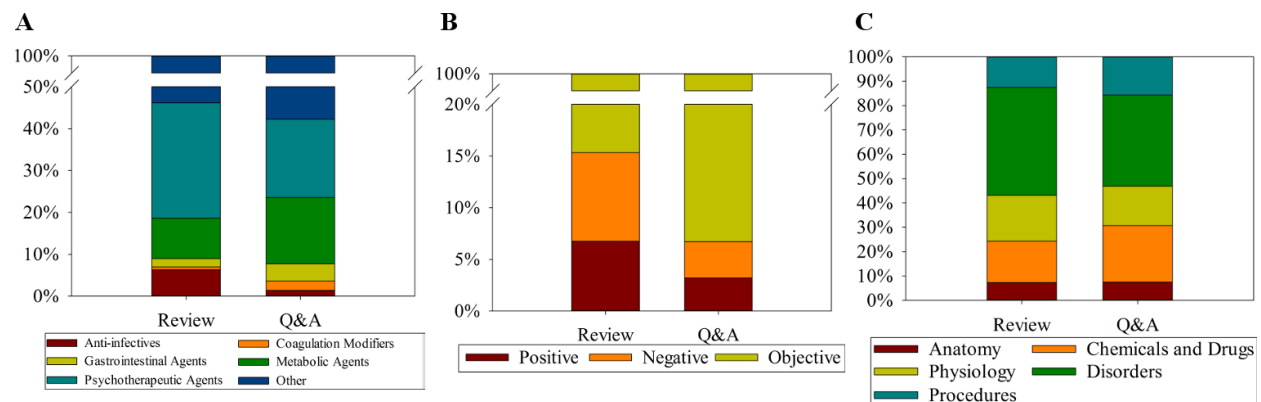 A
100%
50%
40%
30%
20%
10%
0%
Review Q&A
Anti-infectives Coagulation Modifiers
Gastrointestinal Agents Metabolic Agents
Psychotherapeutic Agents Other
B
100%
20%
15%
10%
5%
0%
Review Q&A
Positive Negative Objective
C
100%
90%
80%
70%
60%
50%
40%
30%
20%
10%
0%
Review Q&A
Anatomy Chemicals and Drugs
Physiology Disorders
Procedures